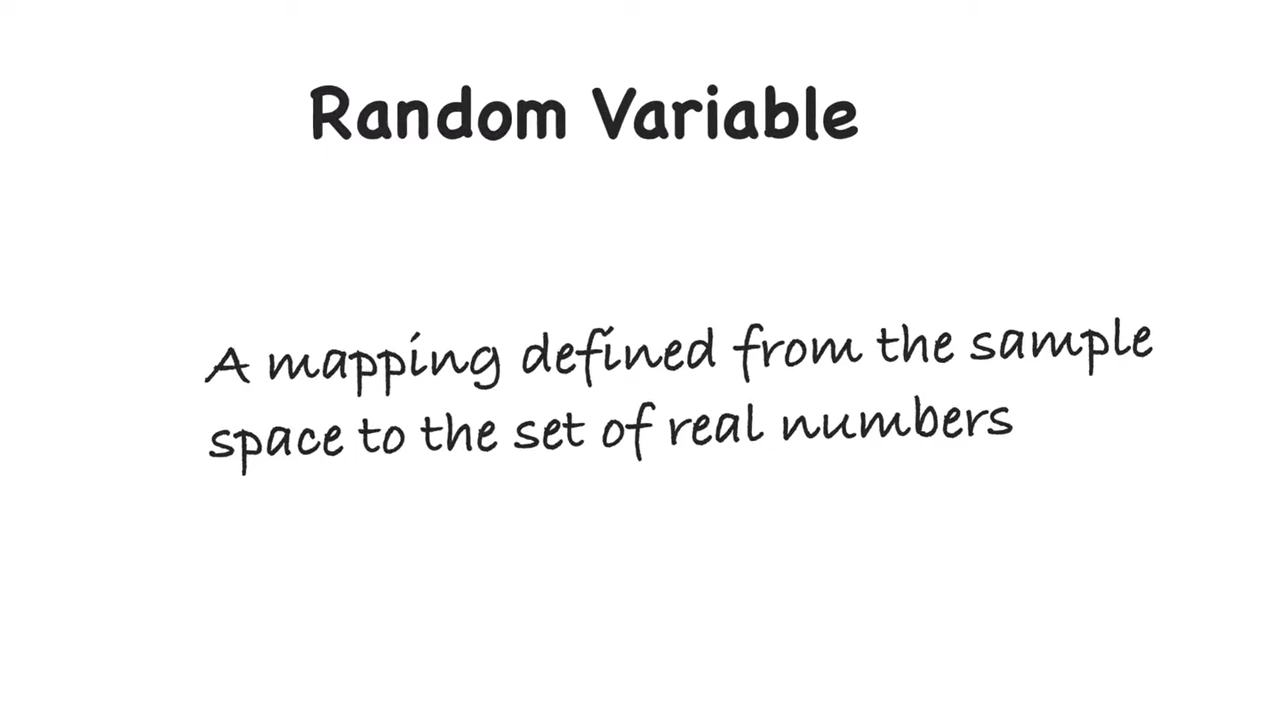 Random Variable
A mapping defined from the sample
space to the set of real numbers